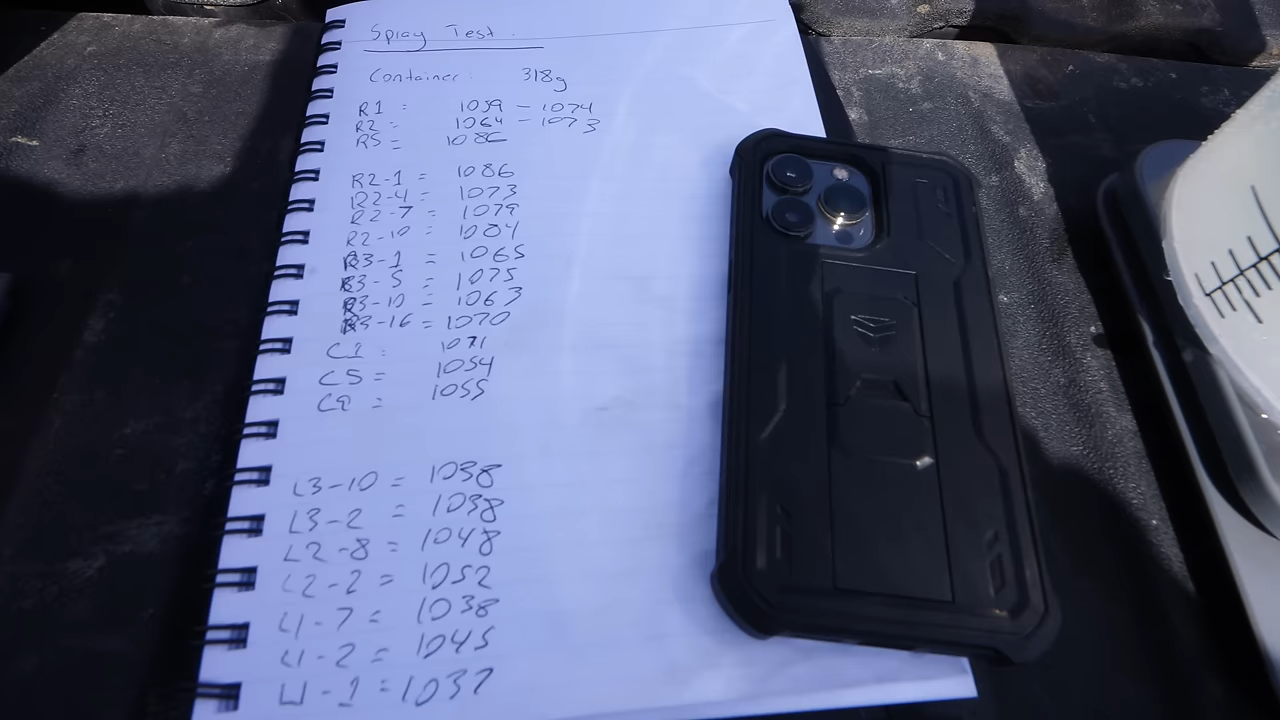 Spray Test.
Container: 318g
R1 = 1059 - 1074
R2 = 1064 - 1073
R5 = 1086
R2-1 = 1086
R2-4 = 1073
R2-7 = 1079
R2-10 = 1084
R3-1 = 1065
R3-5 = 1075
R3-10 = 1063
R3-16 = 1070
C1 = 1071
C5 = 1054
C9 = 1055
L3-10 = 1038
L3-2 = 1038
L2-8 = 1048
L2-2 = 1052
L1-7 = 1038
L1-2 = 1045
L1-1 = 1037